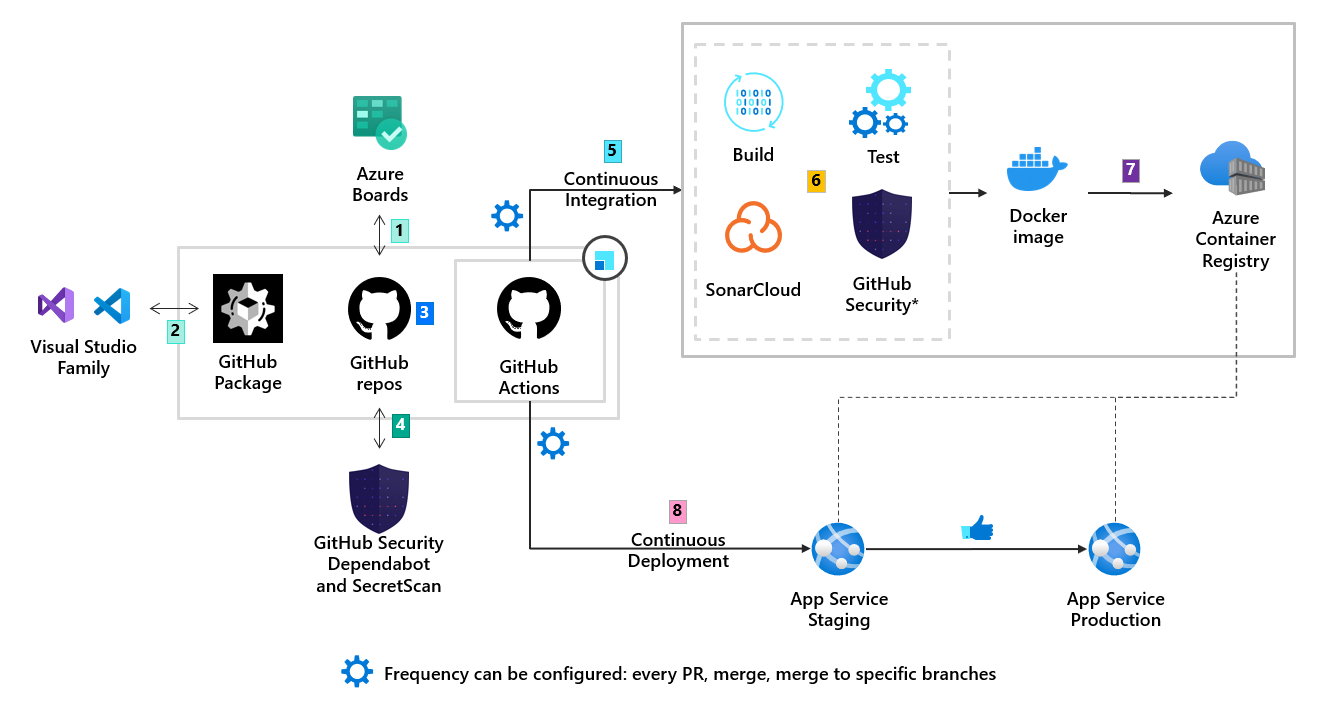 5
Continuous
Integration
Build
Test
6
SonarCloud
GitHub
Security*
Docker
image
7
Azure
Container
Registry
Azure
Boards
1
Visual Studio
Family
2
GitHub
Package
GitHub
repos
3
GitHub
Actions
4
GitHub Security
Dependabot
and SecretScan
8
Continuous
Deployment
App Service
Staging
App Service
Production
Frequency can be configured: every PR, merge, merge to specific branches